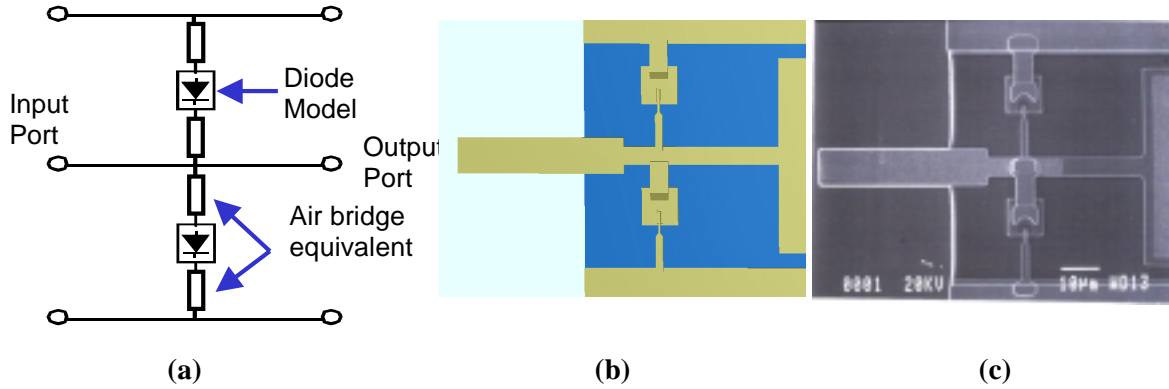 Input
Port
Diode
Model
Output
Port
Air bridge
equivalent
0001 20KV 10µm WD13
(a)
(b)
(c)